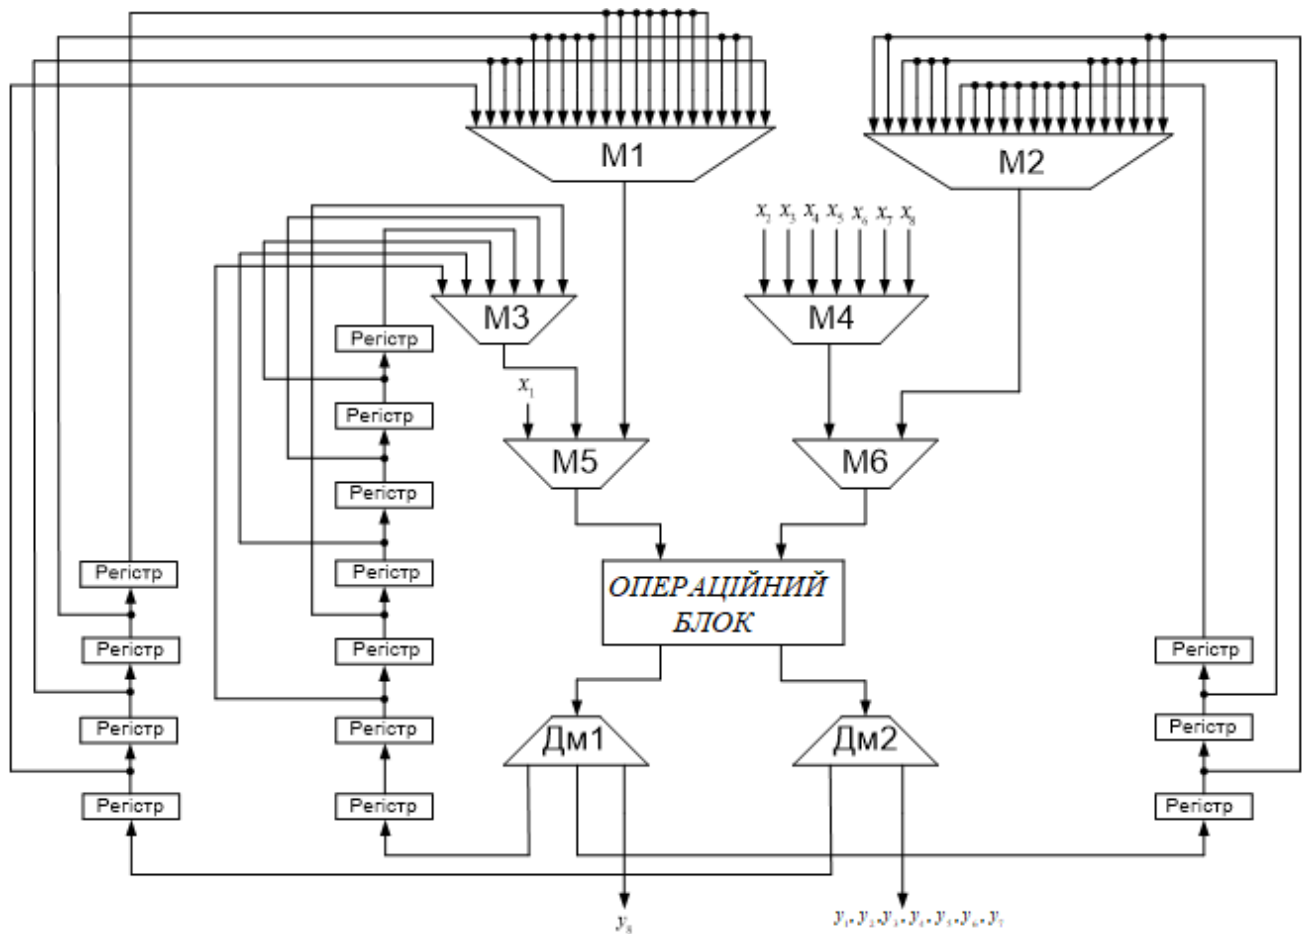 M1
M2
x₂ x₃ x₄ x₅ x₆ x₇ x₈
M3
M4
Регістр
x₁
Регістр
M5
M6
Регістр
Регістр
Регістр
ОПЕРАЦІЙНИЙ
БЛОК
Регістр
Регістр
Регістр
Регістр
Регістр
Регістр
Дм1
Дм2
Регістр
Регістр
Регістр
Регістр
y₈
y₁, y₂, y₃, y₄, y₅, y₆, y₇